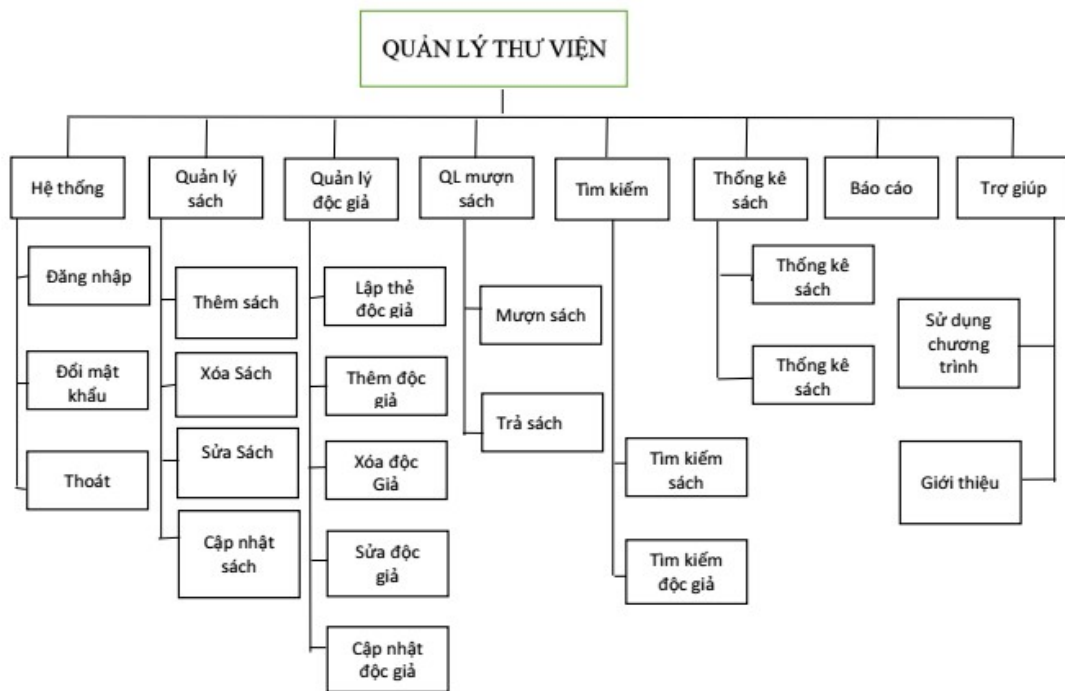 QUẢN LÝ THƯ VIỆN
Hệ thống
Quản lý
sách
Quản lý
độc giả
QL mượn
sách
Tìm kiếm
Thống kê
sách
Báo cáo
Trợ giúp
Đăng nhập
Đổi mật
khẩu
Thoát
Thêm sách
Xóa Sách
Sửa Sách
Cập nhật
sách
Lập thẻ
độc giả
Thêm độc
giả
Xóa độc
Giả
Sửa độc
giả
Cập nhật
độc giả
Mượn sách
Trả sách
Tìm kiếm
sách
Tìm kiếm
độc giả
Thống kê
sách
Thống kê
sách
Sử dụng
chương
trình
Giới thiệu